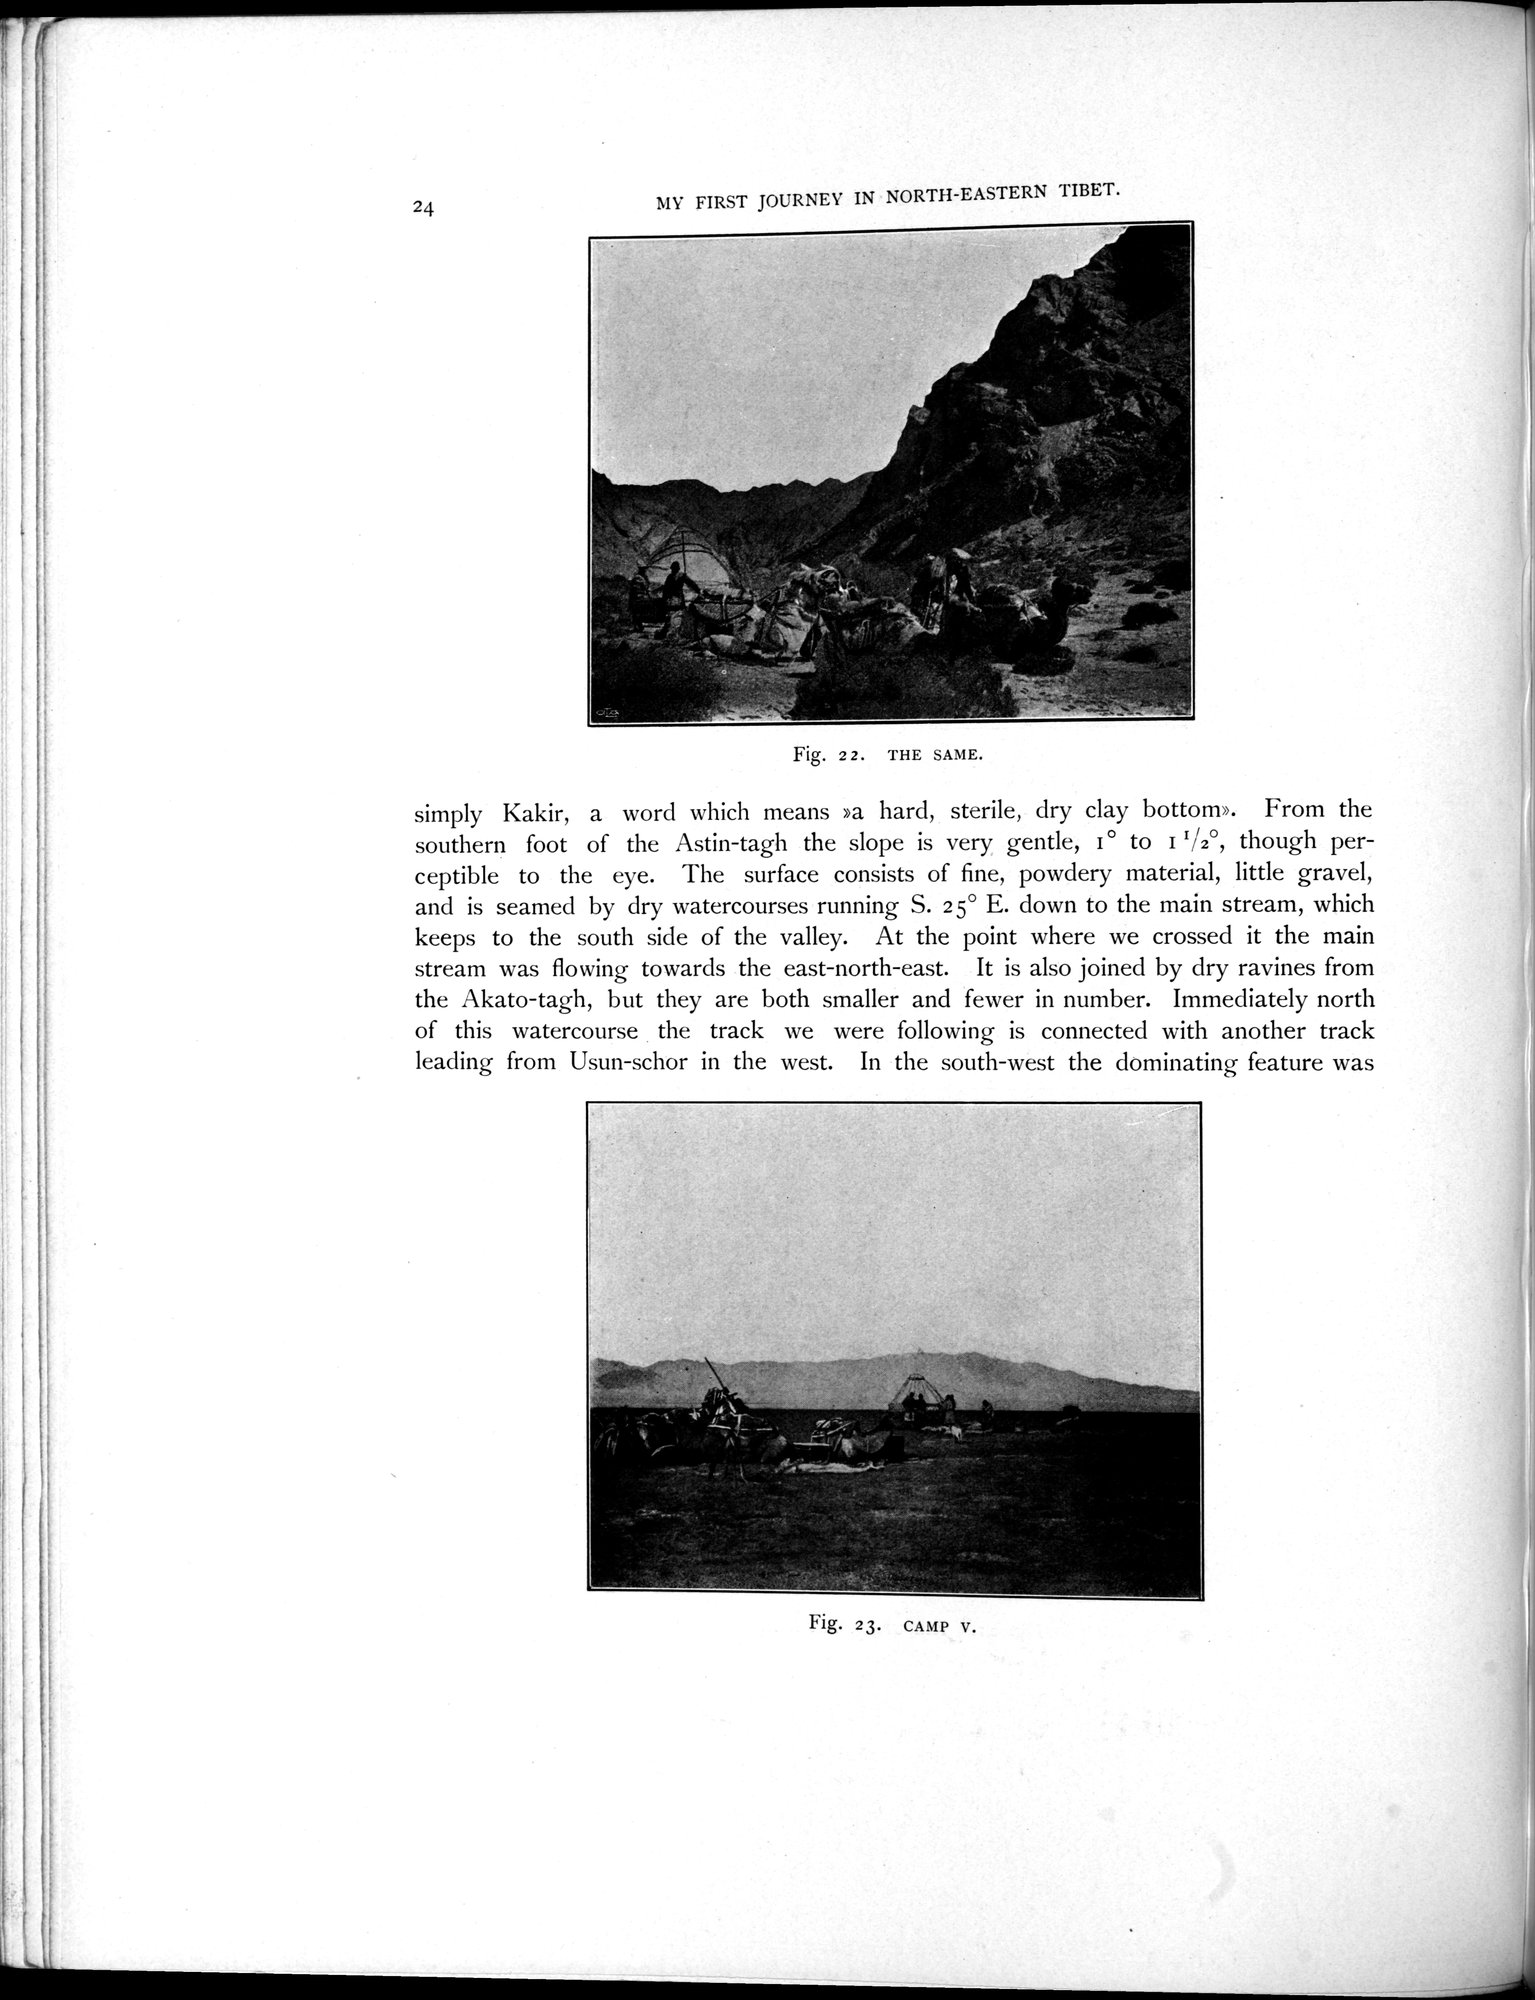 24
MY FIRST JOURNEY IN NORTH-EASTERN TIBET.
Fig. 22. THE SAME.
simply Kakir, a word which means »a hard, sterile, dry clay bottom». From the
southern foot of the Astin-tagh the slope is very gentle, 1° to 1 1/2°, though per-
ceptible to the eye. The surface consists of fine, powdery material, little gravel,
and is seamed by dry watercourses running S. 25° E. down to the main stream, which
keeps to the south side of the valley. At the point where we crossed it the main
stream was flowing towards the east-north-east. It is also joined by dry ravines from
the Akato-tagh, but they are both smaller and fewer in number. Immediately north
of this watercourse the track we were following is connected with another track
leading from Usun-schor in the west. In the south-west the dominating feature was
Fig. 23. CAMP V.